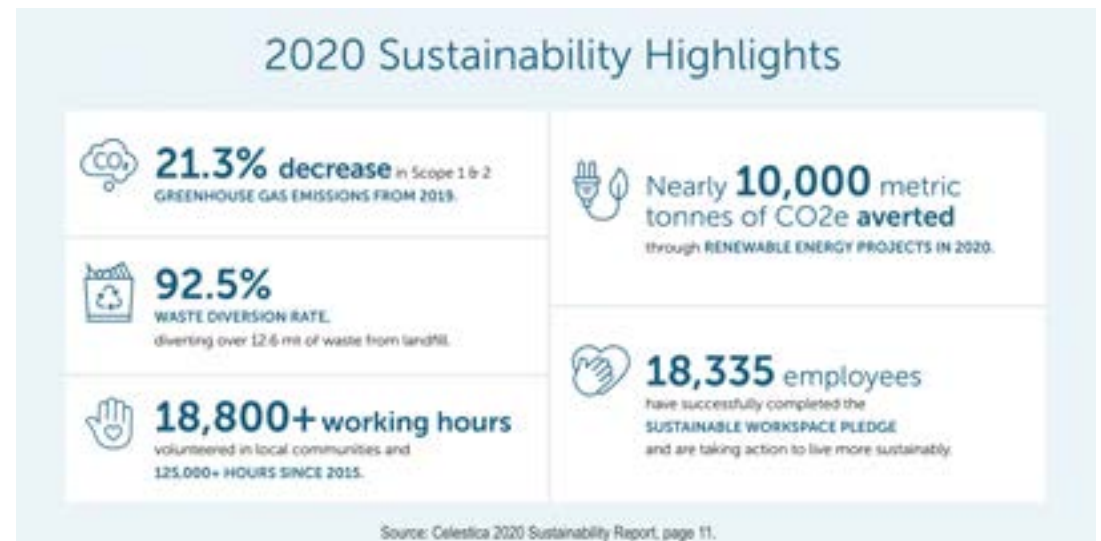 2020 Sustainability Highlights
CO₂
21.3% decrease in Scope 1 & 2
GREENHOUSE GAS EMISSIONS FROM 2019.
92.5%
WASTE DIVERSION RATE,
diverting over 12.6 mt of waste from landfill.
18,800+ working hours
volunteered in local communities and
125,000+ HOURS SINCE 2015.
Nearly 10,000 metric
tonnes of CO2e averted
through RENEWABLE ENERGY PROJECTS IN 2020.
18,335 employees
have successfully completed the
SUSTAINABLE WORKSPACE PLEDGE
and are taking action to live more sustainably.
Source: Celestica 2020 Sustainability Report, page 11.